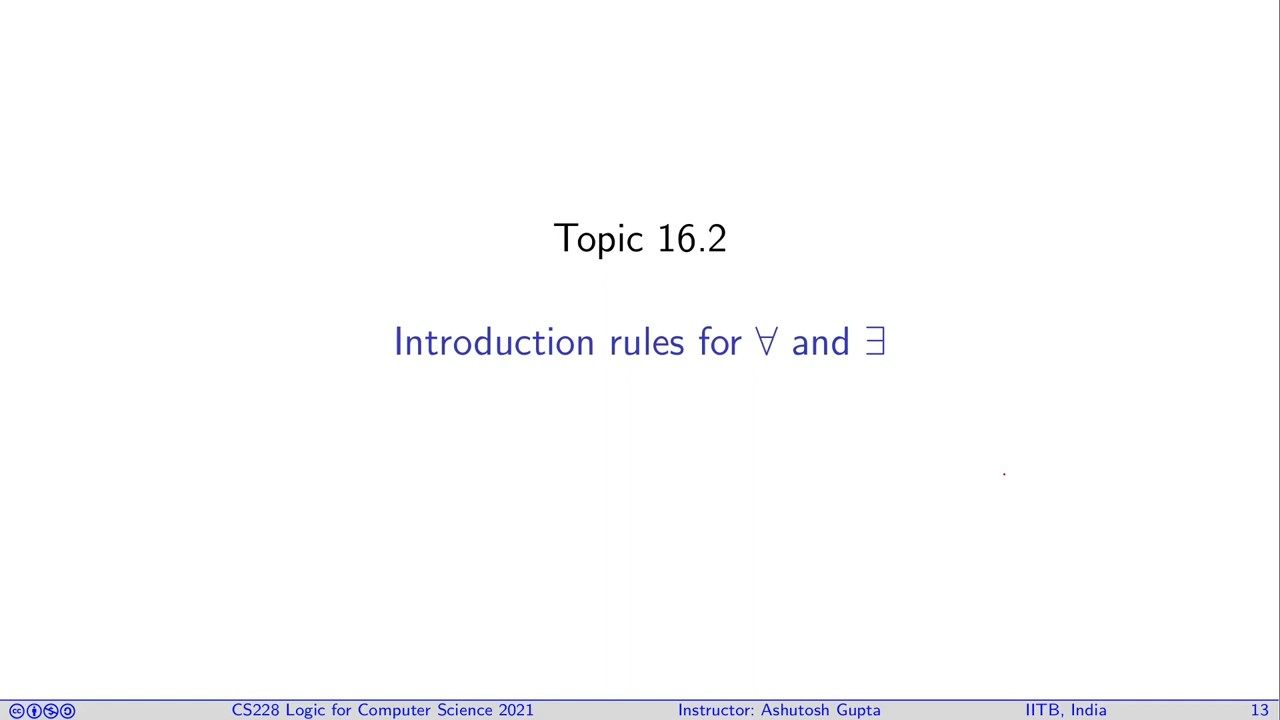 Topic 16.2
Introduction rules for ∀ and ∃
CS228 Logic for Computer Science 2021 Instructor: Ashutosh Gupta IITB, India 13